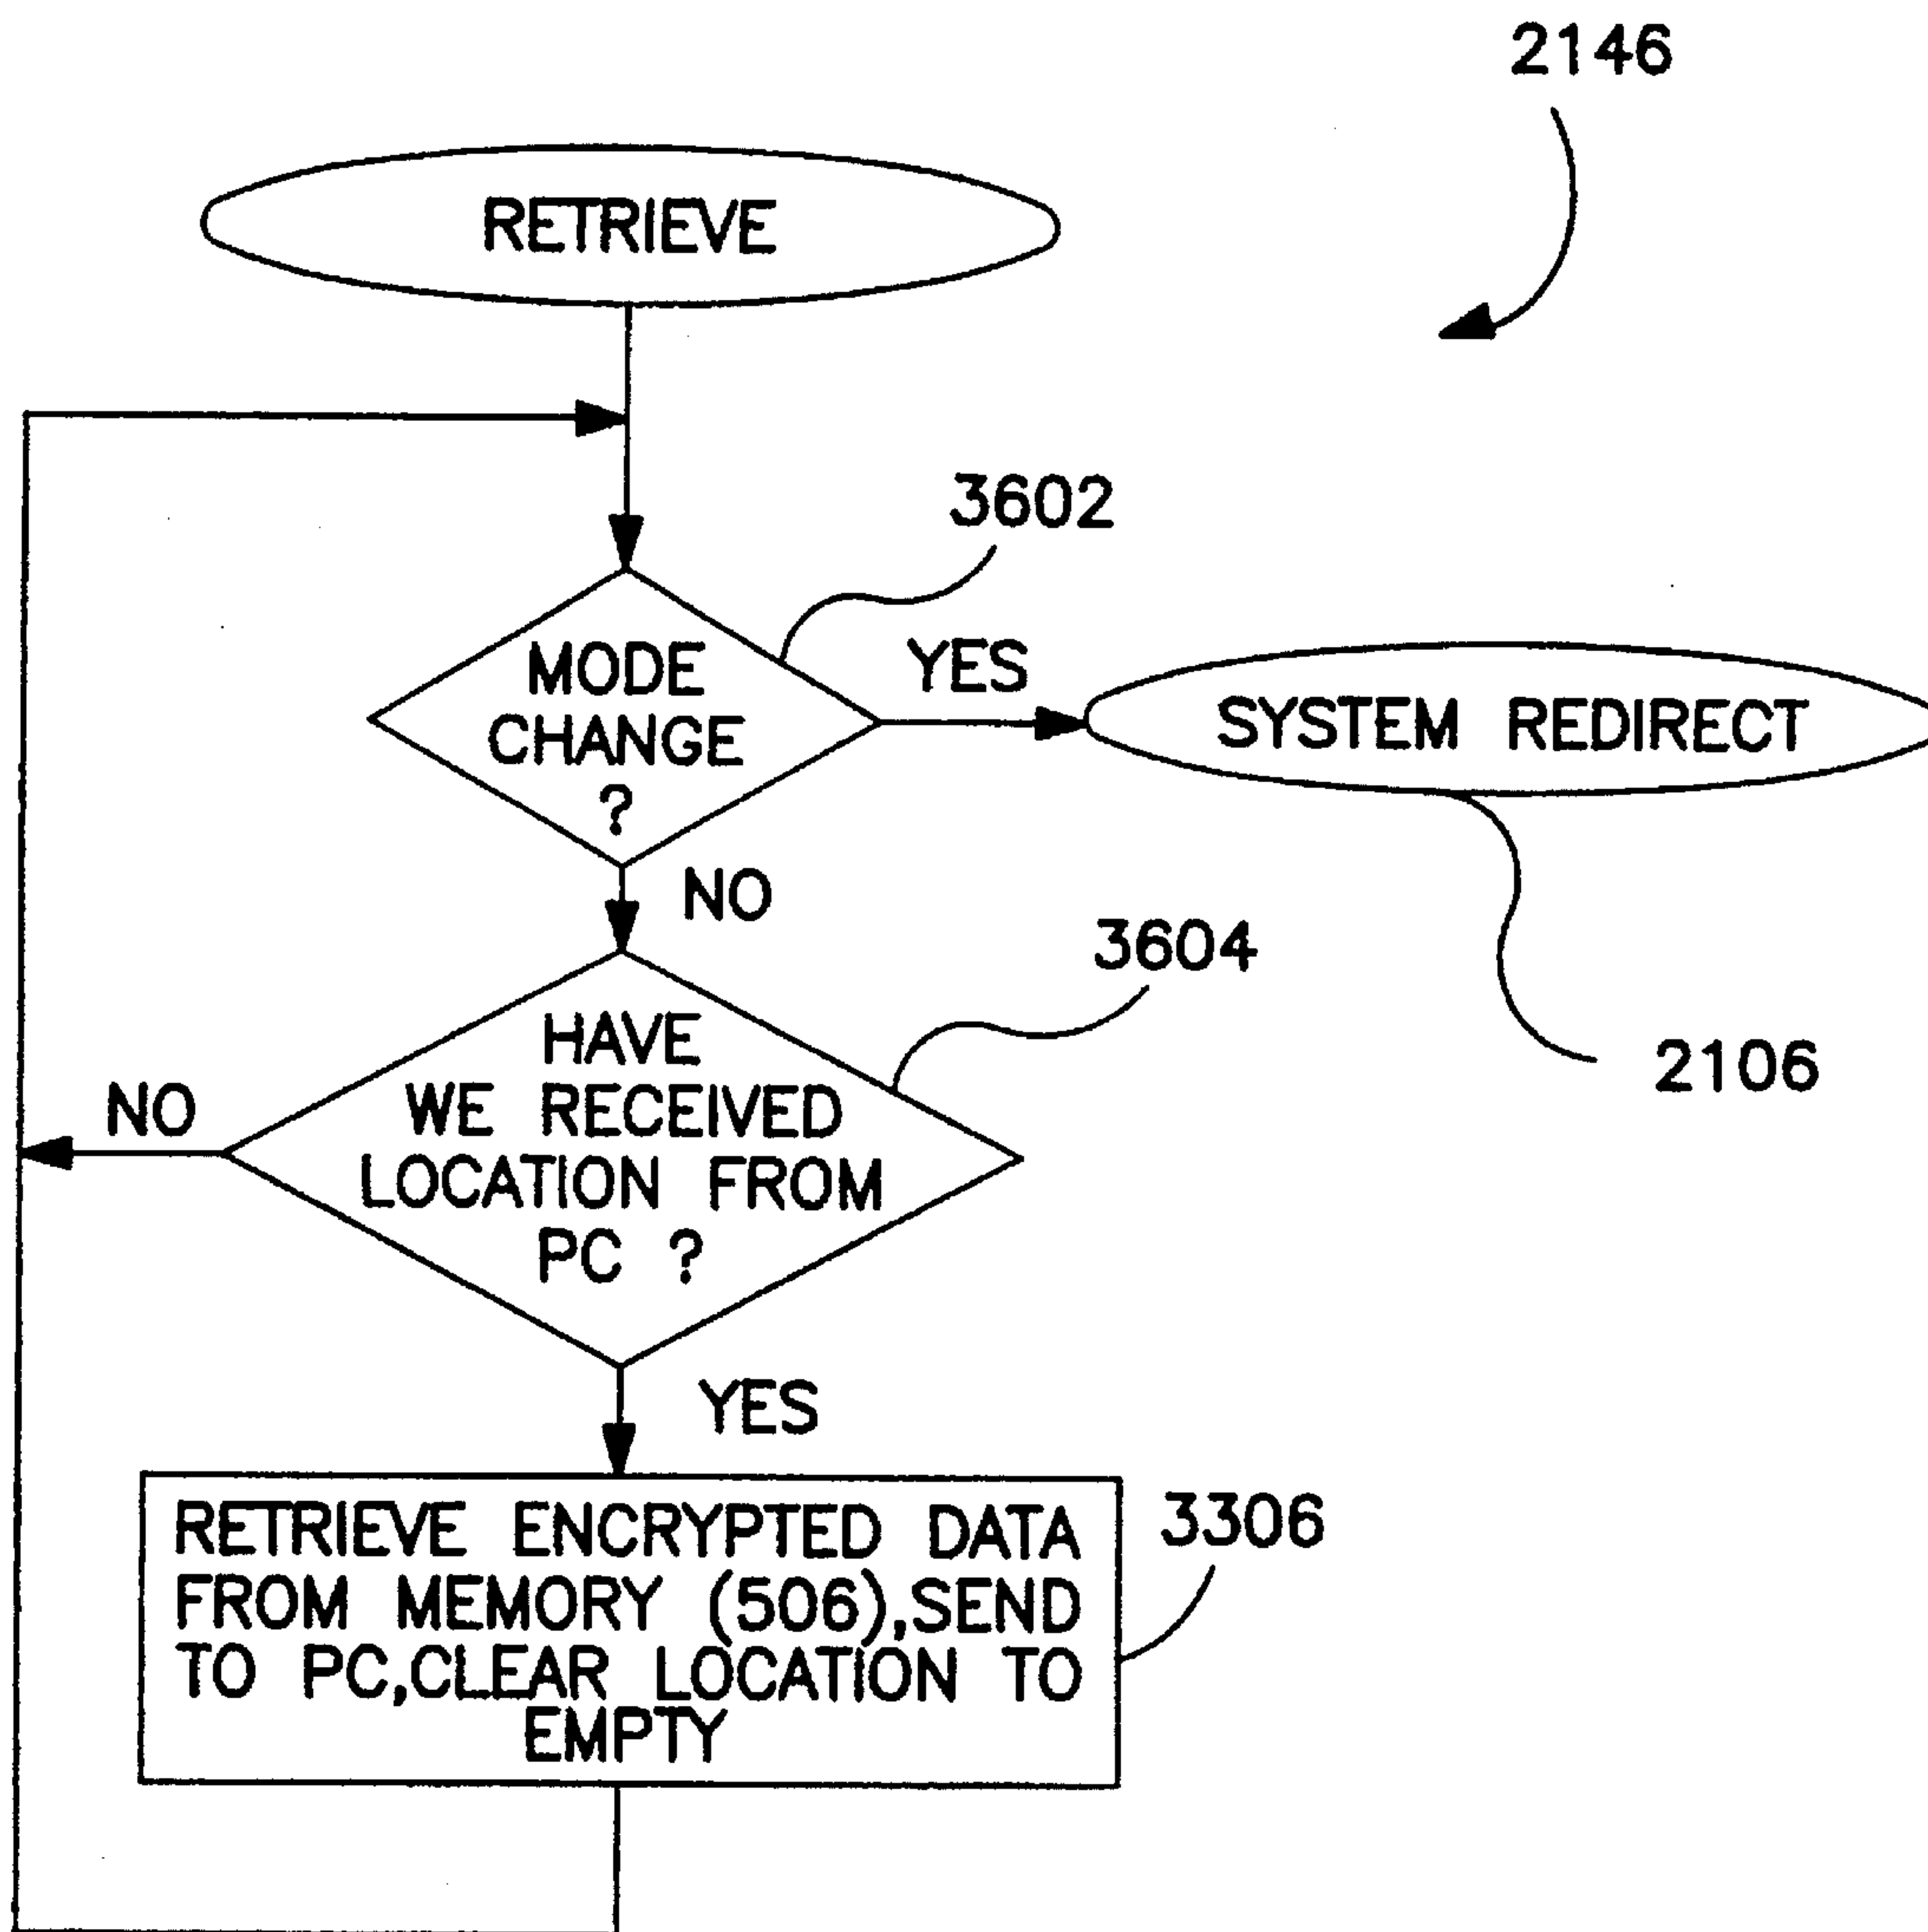 2146
RETRIEVE
3602
MODE
CHANGE
?
YES
SYSTEM REDIRECT
NO
3604
2106
HAVE
WE RECEIVED
LOCATION FROM
PC ?
NO
YES
3306
RETRIEVE ENCRYPTED DATA
FROM MEMORY (506),SEND
TO PC,CLEAR LOCATION TO
EMPTY